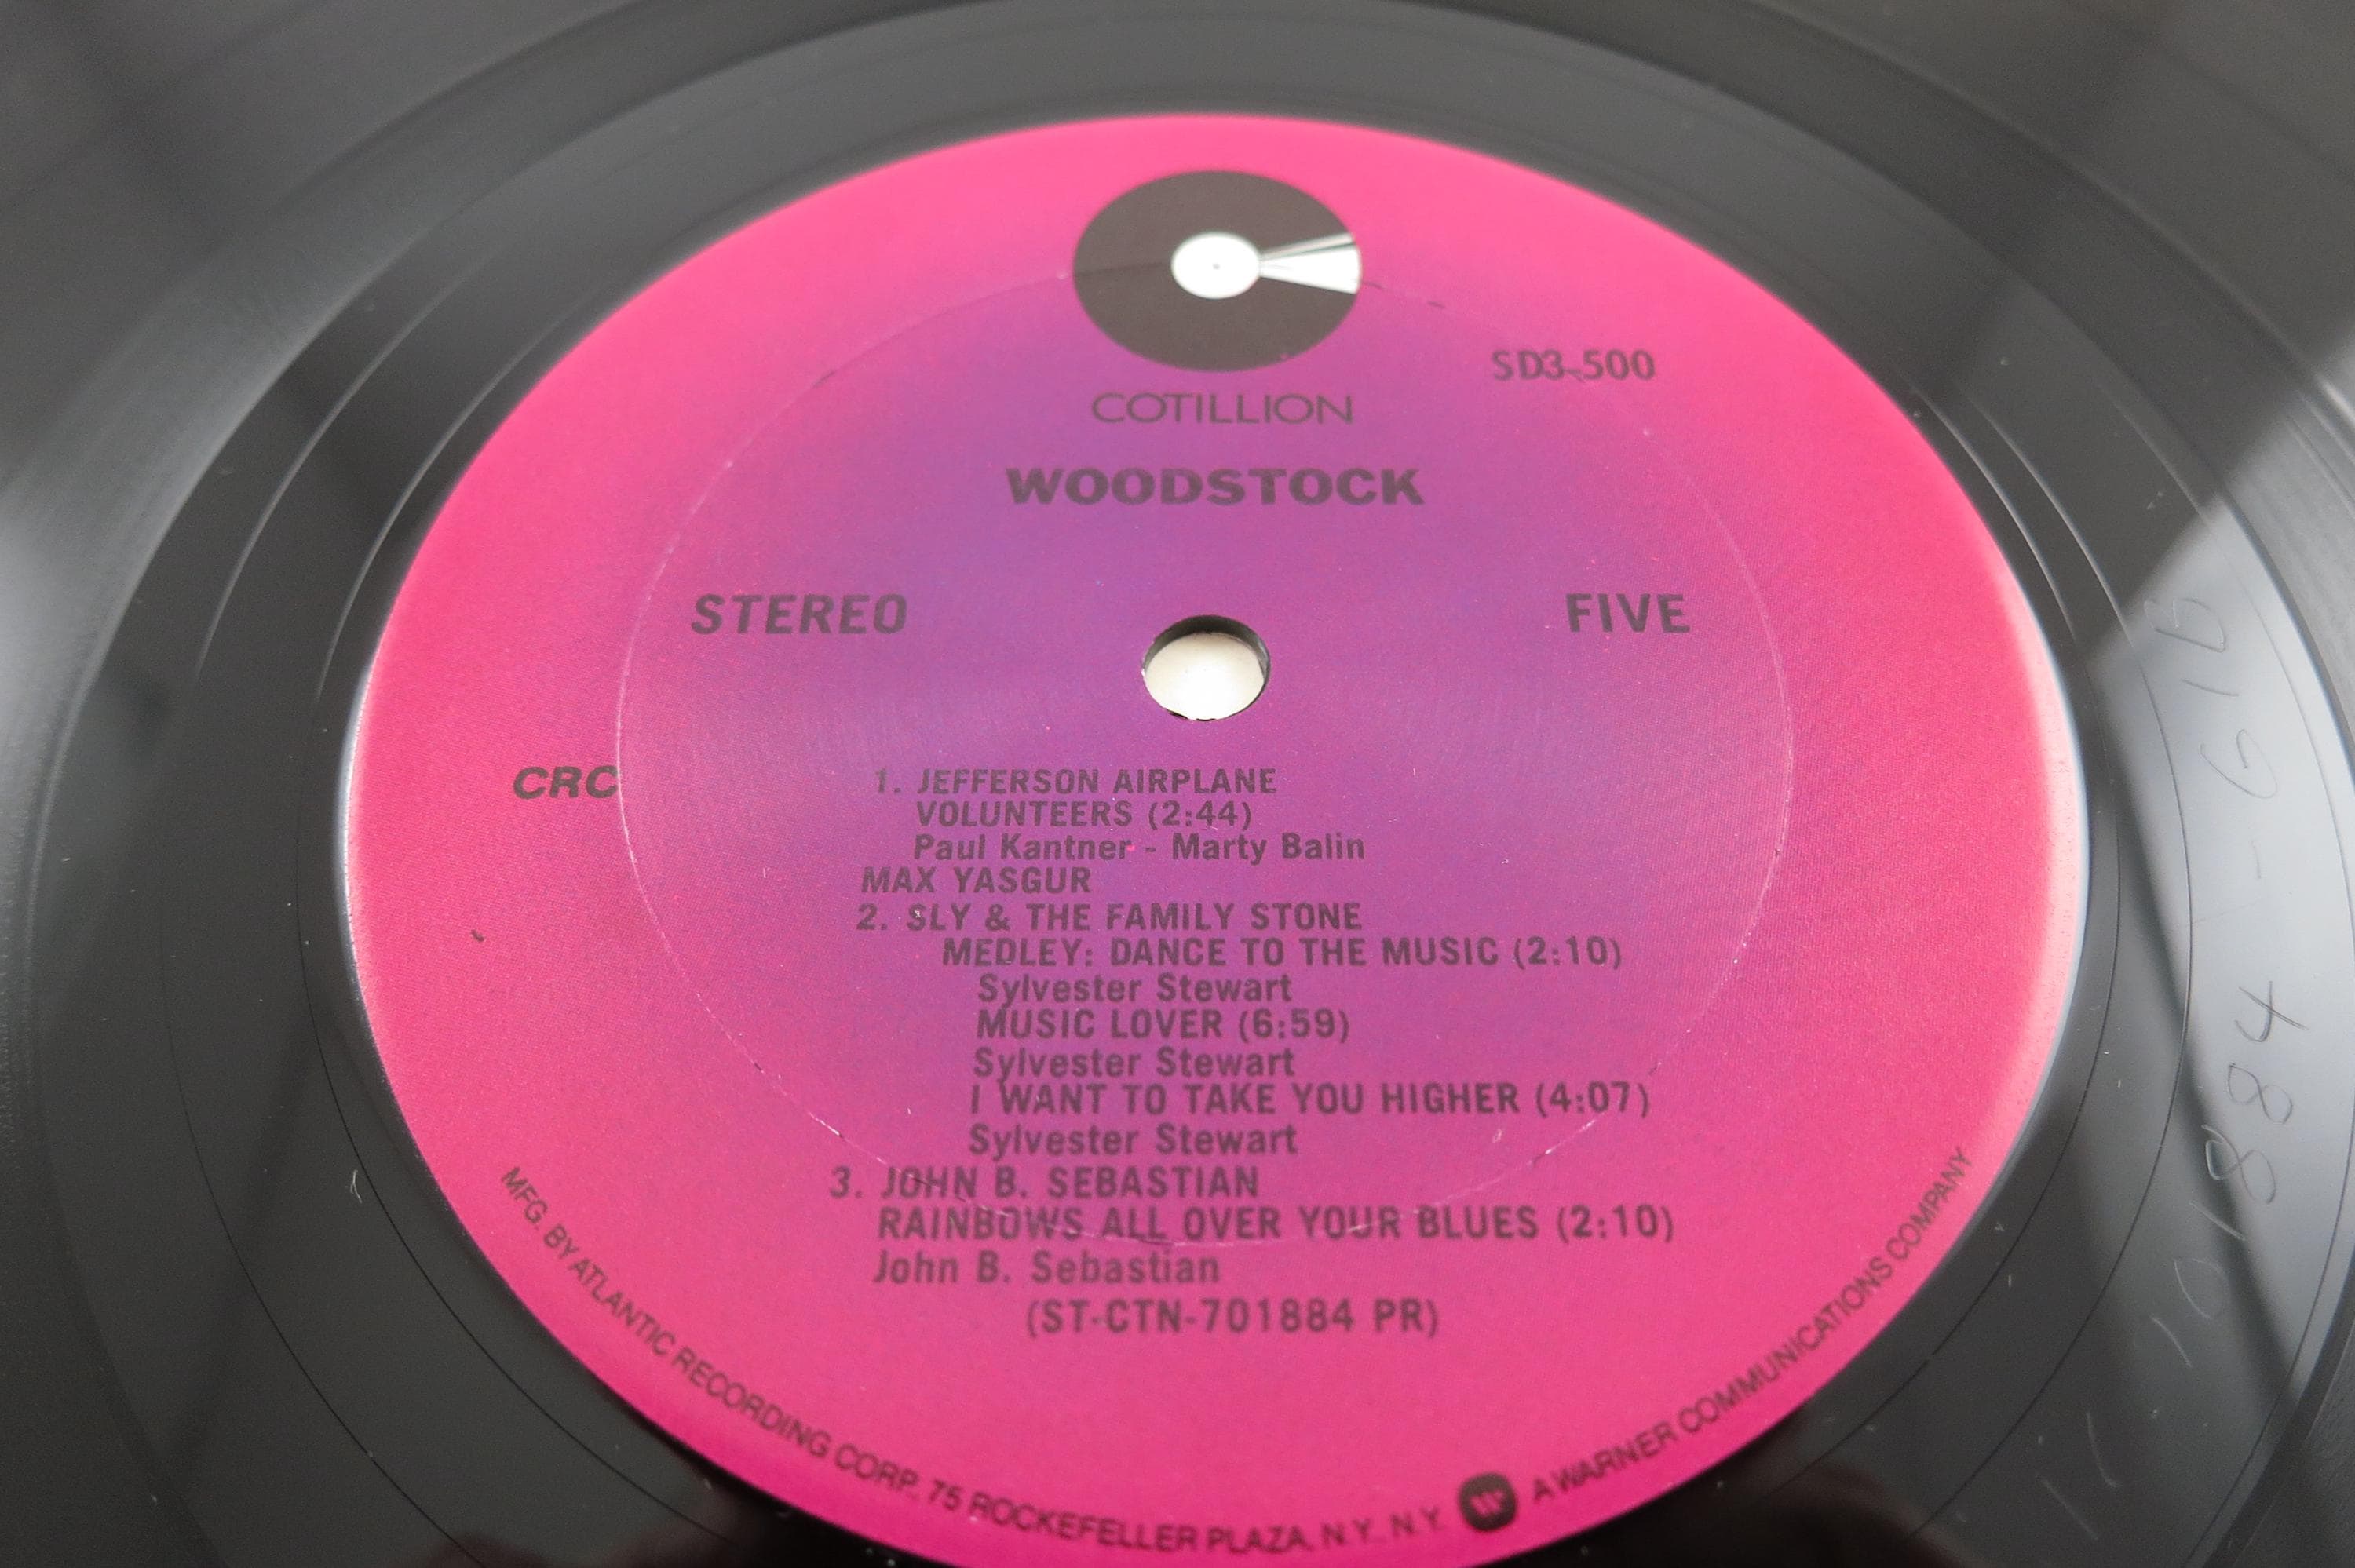 COTILLION
SD3-500
WOODSTOCK
STEREO
FIVE
CRC
1. JEFFERSON AIRPLANE
VOLUNTEERS (2:44)
Paul Kantner - Marty Balin
MAX YASGUR
2. SLY & THE FAMILY STONE
MEDLEY: DANCE TO THE MUSIC (2:10)
Sylvester Stewart
MUSIC LOVER (6:59)
Sylvester Stewart
I WANT TO TAKE YOU HIGHER (4:07)
Sylvester Stewart
3. JOHN B. SEBASTIAN
RAINBOWS ALL OVER YOUR BLUES (2:10)
John B. Sebastian
(ST-CTN-701884 PR)
MFG. BY ATLANTIC RECORDING CORP. 75 ROCKEFELLER PLAZA, N.Y. N.Y. W A WARNER COMMUNICATIONS COMPANY